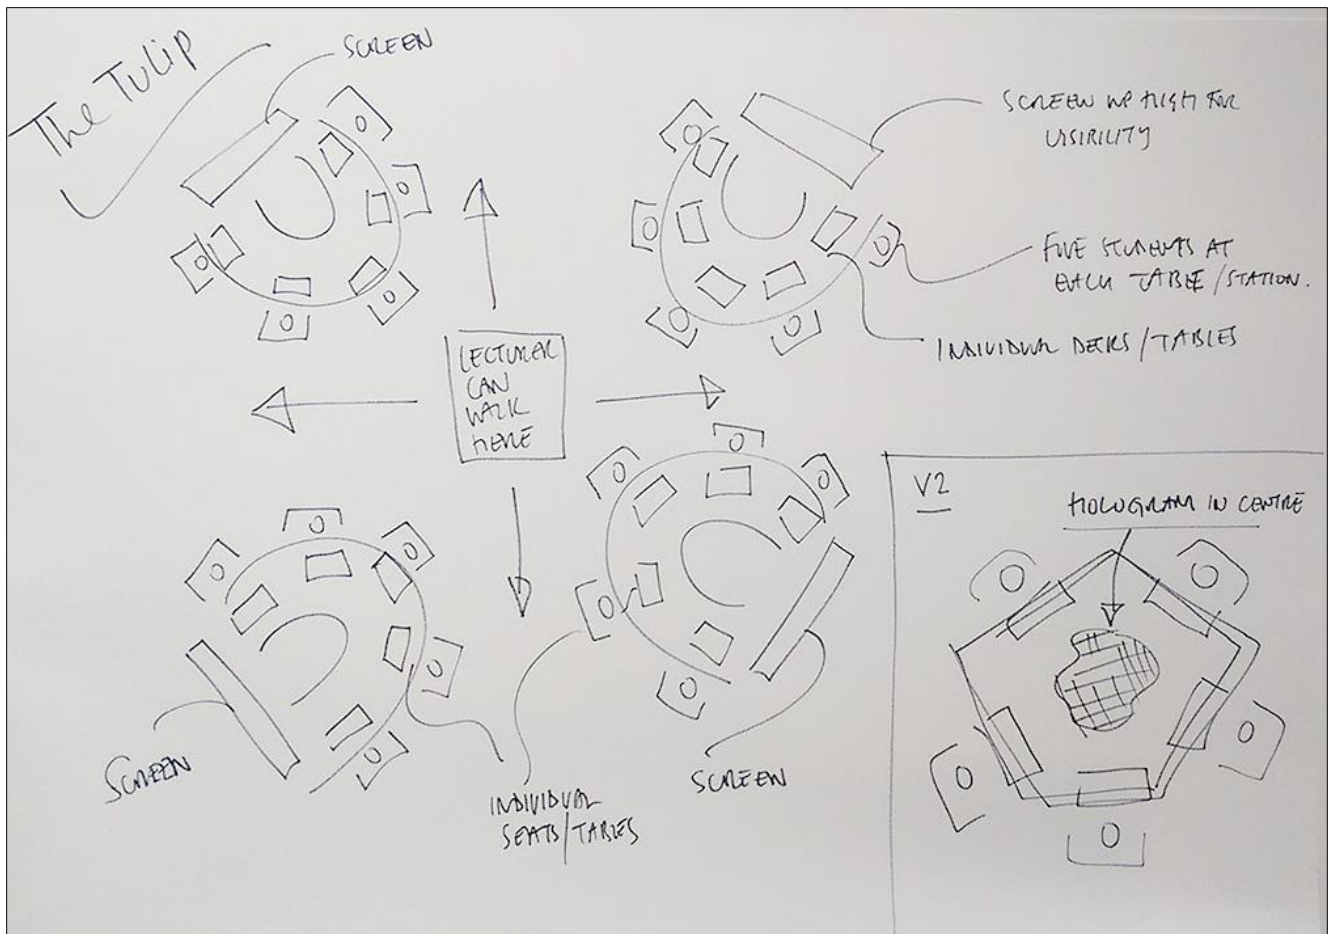 The Tulip
SCREEN
SCREEN UP HIGH FOR
VISIBILITY
FIVE STUDENTS AT
EACH TABLE/STATION.
INDIVIDUAL DESKS/TABLES
LECTURER
CAN
WALK
HERE
V2
HOLOGRAM IN CENTRE
SCREEN
INDIVIDUAL
SEATS/TABLES
SCREEN